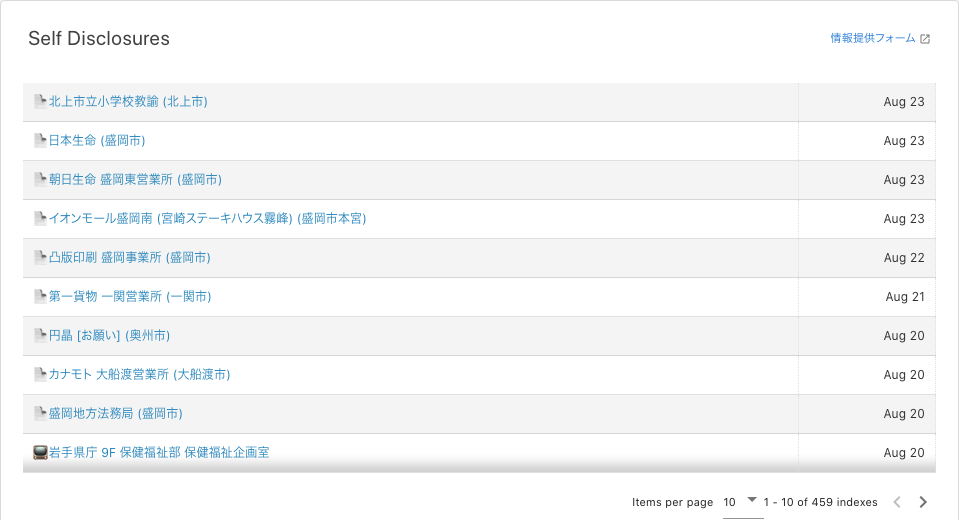 Self Disclosures
情報提供フォーム
北上市立小学校教諭 (北上市) Aug 23
日本生命 (盛岡市) Aug 23
朝日生命 盛岡東営業所 (盛岡市) Aug 23
イオンモール盛岡南 (宮崎ステーキハウス霧峰) (盛岡市本宮) Aug 23
凸版印刷 盛岡事業所 (盛岡市) Aug 22
第一貨物 一関営業所 (一関市) Aug 21
円晶 [お願い] (奥州市) Aug 20
カナモト 大船渡営業所 (大船渡市) Aug 20
盛岡地方法務局 (盛岡市) Aug 20
岩手県庁 9F 保健福祉部 保健福祉企画室 Aug 20
Items per page 10 1 - 10 of 459 indexes